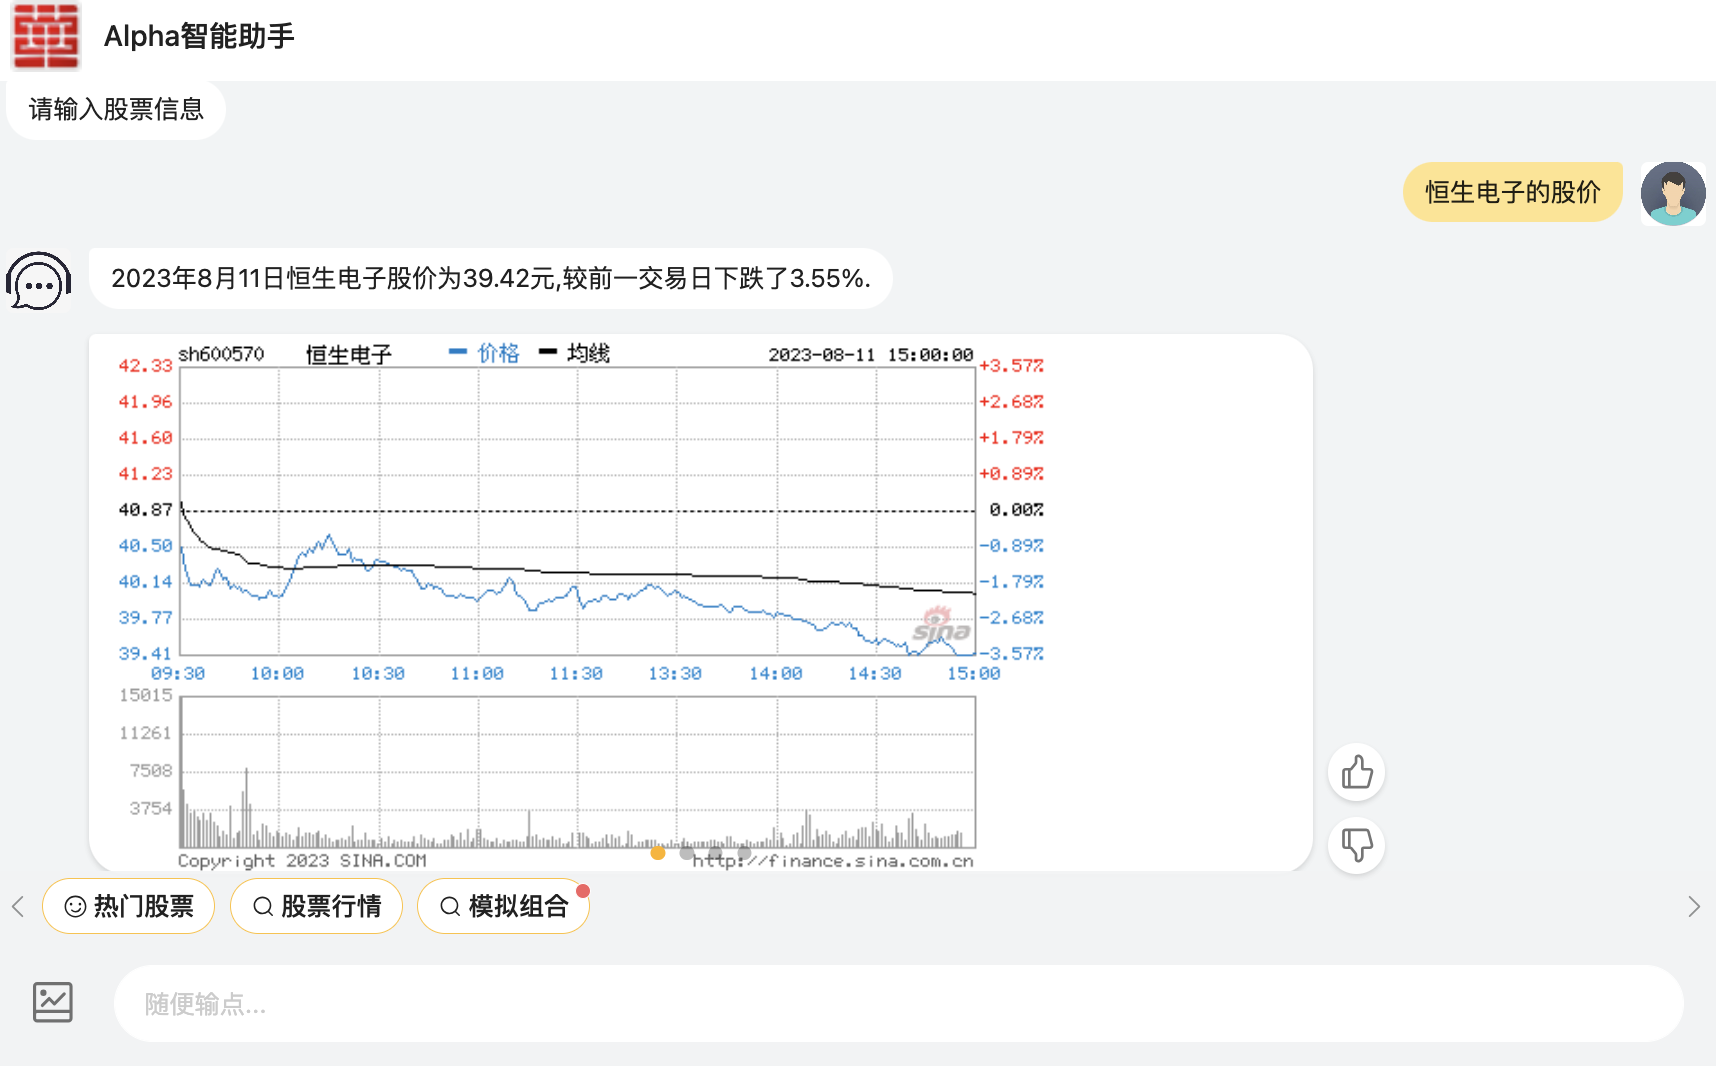 Alpha智能助手
请输入股票信息
恒生电子的股价
2023年8月11日恒生电子股价为39.42元,较前一交易日下跌了3.55%.
sh600570 恒生电子 价格 均线 2023-08-11 15:00:00
42.33 +3.57%
41.96 +2.68%
41.60 +1.79%
41.23 +0.89%
40.87 0.00%
40.50 -0.89%
40.14 -1.79%
39.77 -2.68%
sina
39.41 -3.57%
09:30 10:00 10:30 11:00 11:30 13:30 14:00 14:30 15:00
15015
11261
7508
3754
Copyright 2023 SINA.COM http://finance.sina.com.cn
热门股票 股票行情 模拟组合
随便输点...